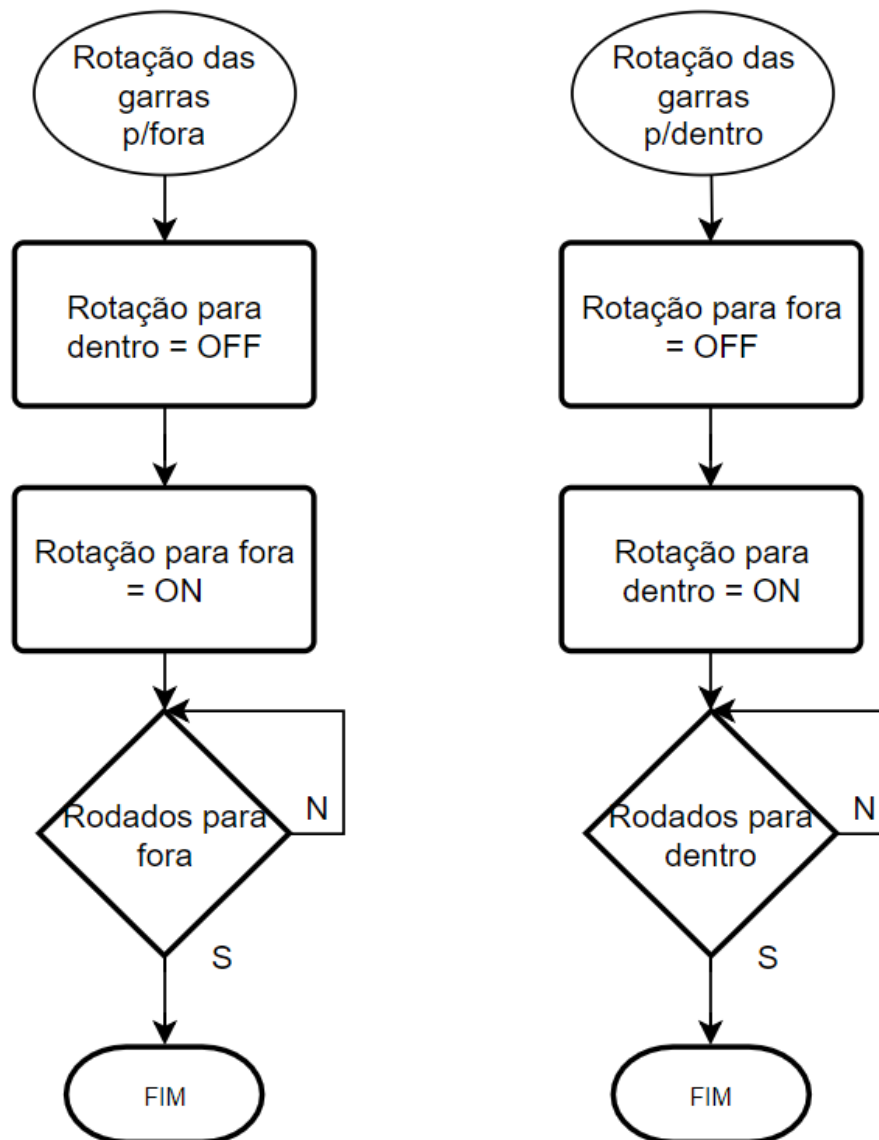 Rotação das
garras
p/fora
Rotação para
dentro = OFF
Rotação para fora
= ON
Rodados para
fora
N
S
FIM
Rotação das
garras
p/dentro
Rotação para fora
= OFF
Rotação para
dentro = ON
Rodados para
dentro
N
S
FIM